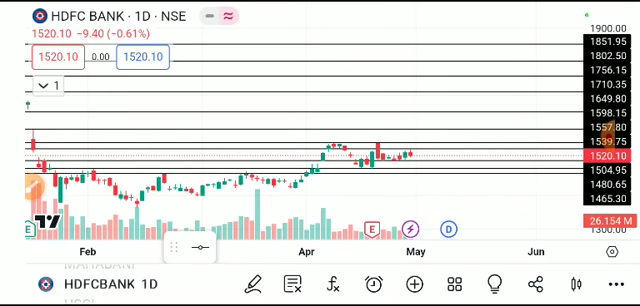 HDFC BANK · 1D · NSE
1520.10 −9.40 (−0.61%)
1520.10 0.00 1520.10
1
1900.00
1851.95
1802.50
1756.15
1710.35
1649.80
1598.15
1557.80
1539.75
1520.10
1504.95
1480.65
1465.30
26.154 M
1300.00
E E D
Feb Apr May Jun
MAHABANK
HDFCBANK 1D